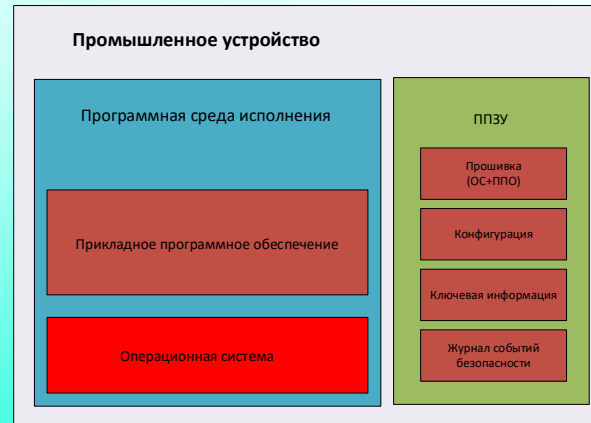 Промышленное устройство
Программная среда исполнения
Прикладное программное обеспечение
Операционная система
ППЗУ
Прошивка
(ОС+ППО)
Конфигурация
Ключевая информация
Журнал событий
безопасности